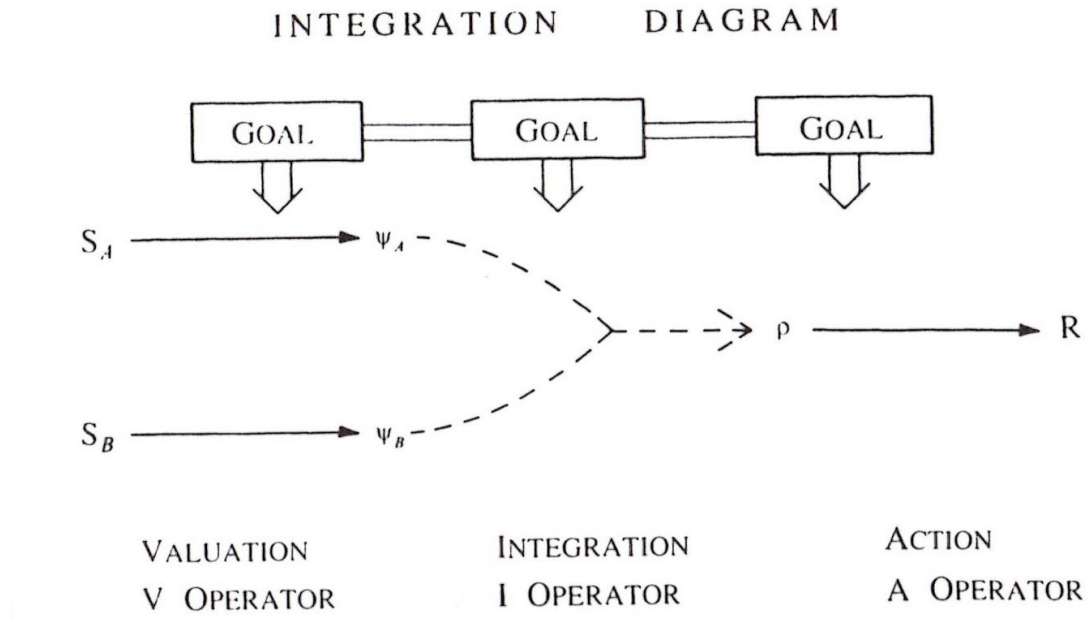 INTEGRATION DIAGRAM
GOAL GOAL GOAL
S_A ψ_A
ρ R
S_B ψ_B
VALUATION INTEGRATION ACTION
V OPERATOR I OPERATOR A OPERATOR